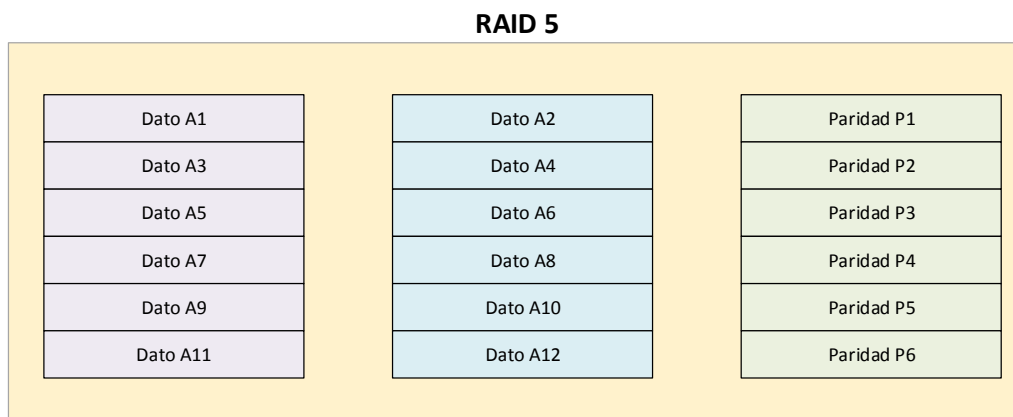 RAID 5
Dato A1 Dato A2 Paridad P1
Dato A3 Dato A4 Paridad P2
Dato A5 Dato A6 Paridad P3
Dato A7 Dato A8 Paridad P4
Dato A9 Dato A10 Paridad P5
Dato A11 Dato A12 Paridad P6